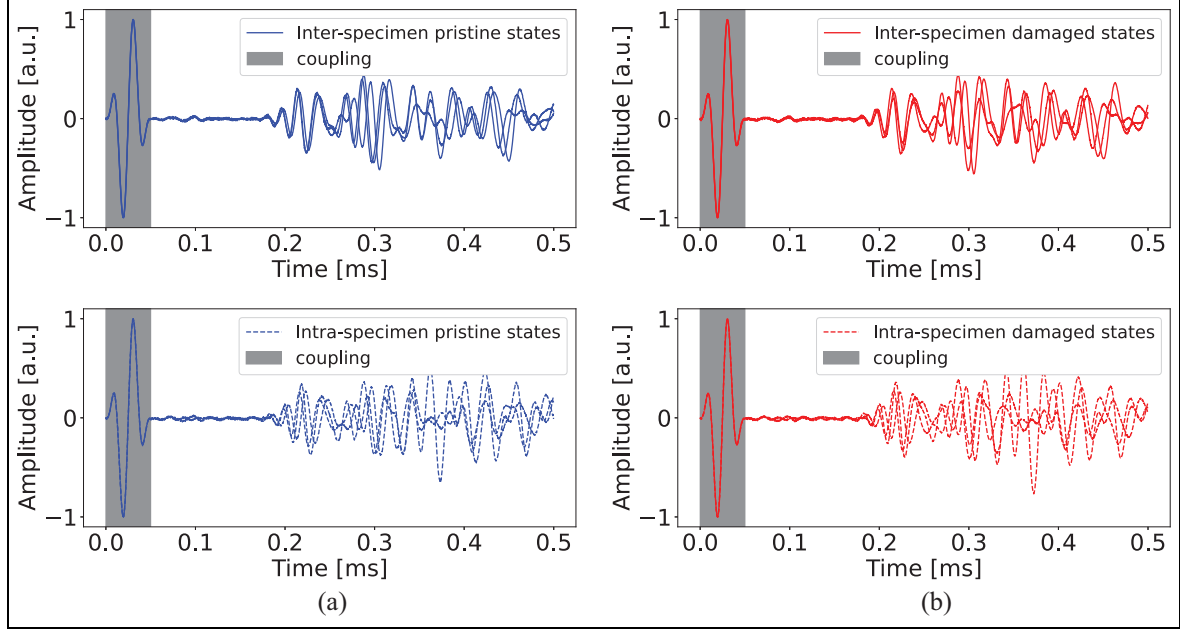 Amplitude [a.u.]
1
0
−1
Inter-specimen pristine states
coupling
0.0 0.1 0.2 0.3 0.4 0.5
Time [ms]
Amplitude [a.u.]
1
0
−1
Inter-specimen damaged states
coupling
0.0 0.1 0.2 0.3 0.4 0.5
Time [ms]
Amplitude [a.u.]
1
0
−1
Intra-specimen pristine states
coupling
0.0 0.1 0.2 0.3 0.4 0.5
Time [ms]
Amplitude [a.u.]
1
0
−1
Intra-specimen damaged states
coupling
0.0 0.1 0.2 0.3 0.4 0.5
Time [ms]
(a)
(b)